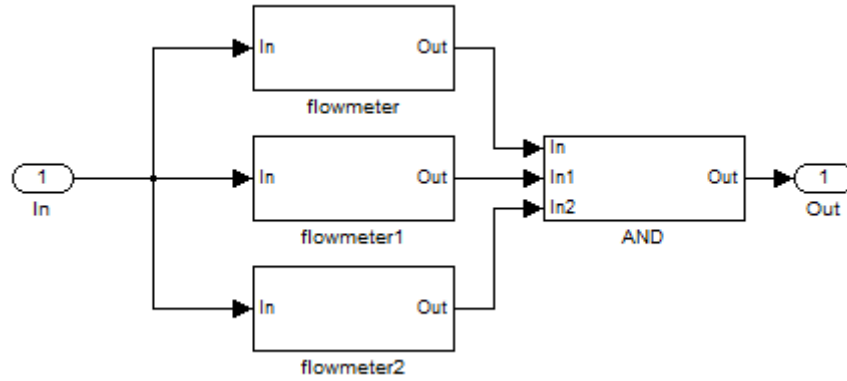 In Out
flowmeter
1
In
In Out
flowmeter1
In Out
flowmeter2
In
In1 Out
In2
AND
1
Out